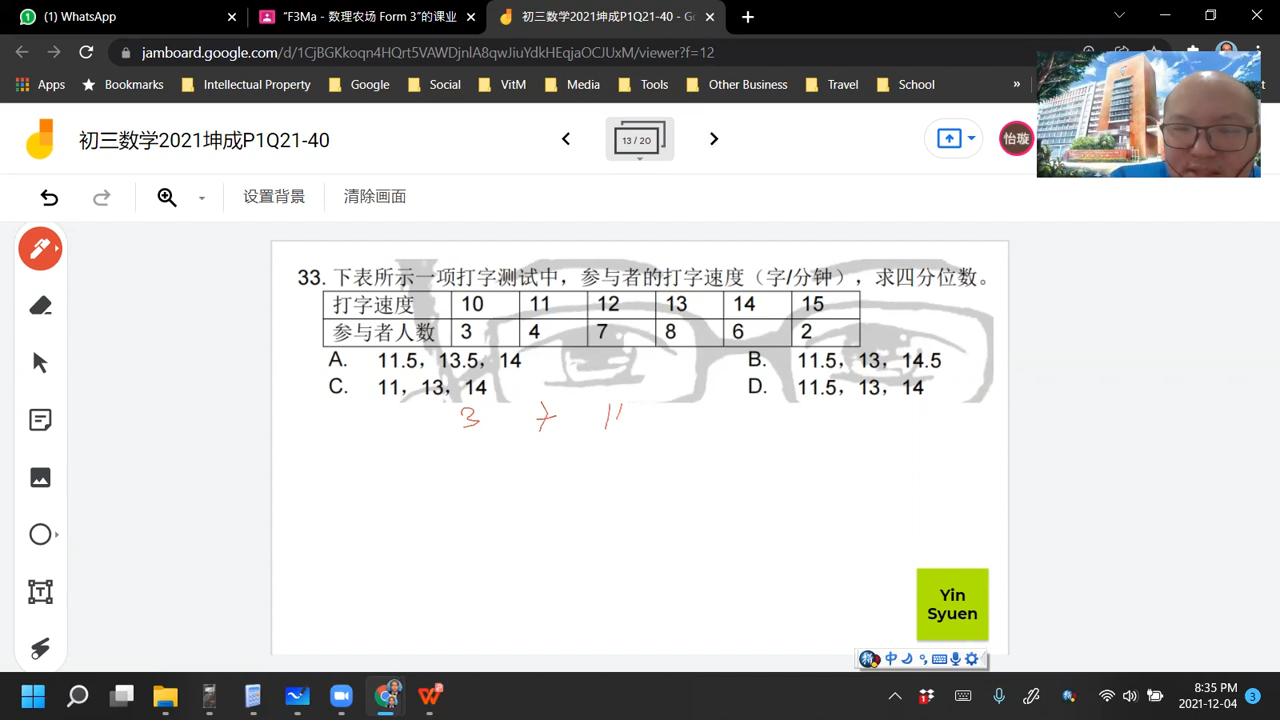 (1) WhatsApp
"F3Ma - 数理农场 Form 3"的课业
初三数学2021坤成P1Q21-40 - Go
jamboard.google.com/d/1CjBGKkogn4HQrt5VAWDjnlA8gwJiuYdkHEqjaOCJUxM/viewer?f=12
Apps
Bookmarks
Intellectual Property
Google
Social
VitM
Media
Tools
Other Business
Travel
School
»
初三数学2021坤成P1Q21-40
13 / 20
怡璇
设置背景
清除画面
33. 下表所示一项打字测试中，参与者的打字速度（字/分钟），求四分位数。
打字速度 10 11 12 13 14 15
参与者人数 3 4 7 8 6 2
A. 11.5，13.5，14
B. 11.5，13，14.5
C. 11，13，14
D. 11.5，13，14
3 7 11
Yin
Syuen
中
8:35 PM
2021-12-04
3